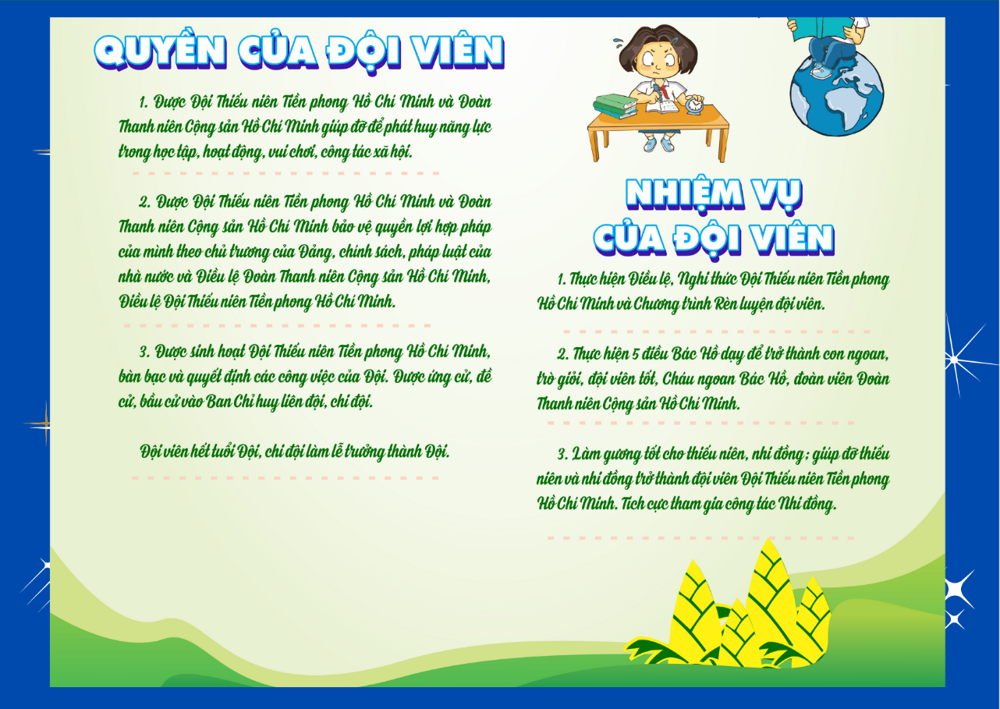 QUYỀN CỦA ĐỘI VIÊN
1. Được Đội Thiếu niên Tiền phong Hồ Chí Minh và Đoàn
Thanh niên Cộng sản Hồ Chí Minh giúp đỡ để phát huy năng lực
trong học tập, hoạt động, vui chơi, công tác xã hội.
2. Được Đội Thiếu niên Tiền phong Hồ Chí Minh và Đoàn
Thanh niên Cộng sản Hồ Chí Minh bảo vệ quyền lợi hợp pháp
của mình theo chủ trương của Đảng, chính sách, pháp luật của
nhà nước và Điều lệ Đoàn Thanh niên Cộng sản Hồ Chí Minh,
Điều lệ Đội Thiếu niên Tiền phong Hồ Chí Minh.
3. Được sinh hoạt Đội Thiếu niên Tiền phong Hồ Chí Minh,
bàn bạc và quyết định các công việc của Đội. Được ứng cử, đề
cử, bầu cử vào Ban Chỉ huy liên đội, chi đội.
Đội viên hết tuổi Đội, chi đội làm lễ trưởng thành Đội.
NHIỆM VỤ
CỦA ĐỘI VIÊN
1. Thực hiện Điều lệ, Nghi thức Đội Thiếu niên Tiền phong
Hồ Chí Minh và Chương trình Rèn luyện đội viên.
2. Thực hiện 5 điều Bác Hồ dạy để trở thành con ngoan,
trò giỏi, đội viên tốt, Cháu ngoan Bác Hồ, đoàn viên Đoàn
Thanh niên Cộng sản Hồ Chí Minh.
3. Làm gương tốt cho thiếu niên, nhi đồng; giúp đỡ thiếu
niên và nhi đồng trở thành đội viên Đội Thiếu niên Tiền phong
Hồ Chí Minh. Tích cực tham gia công tác Nhi đồng.